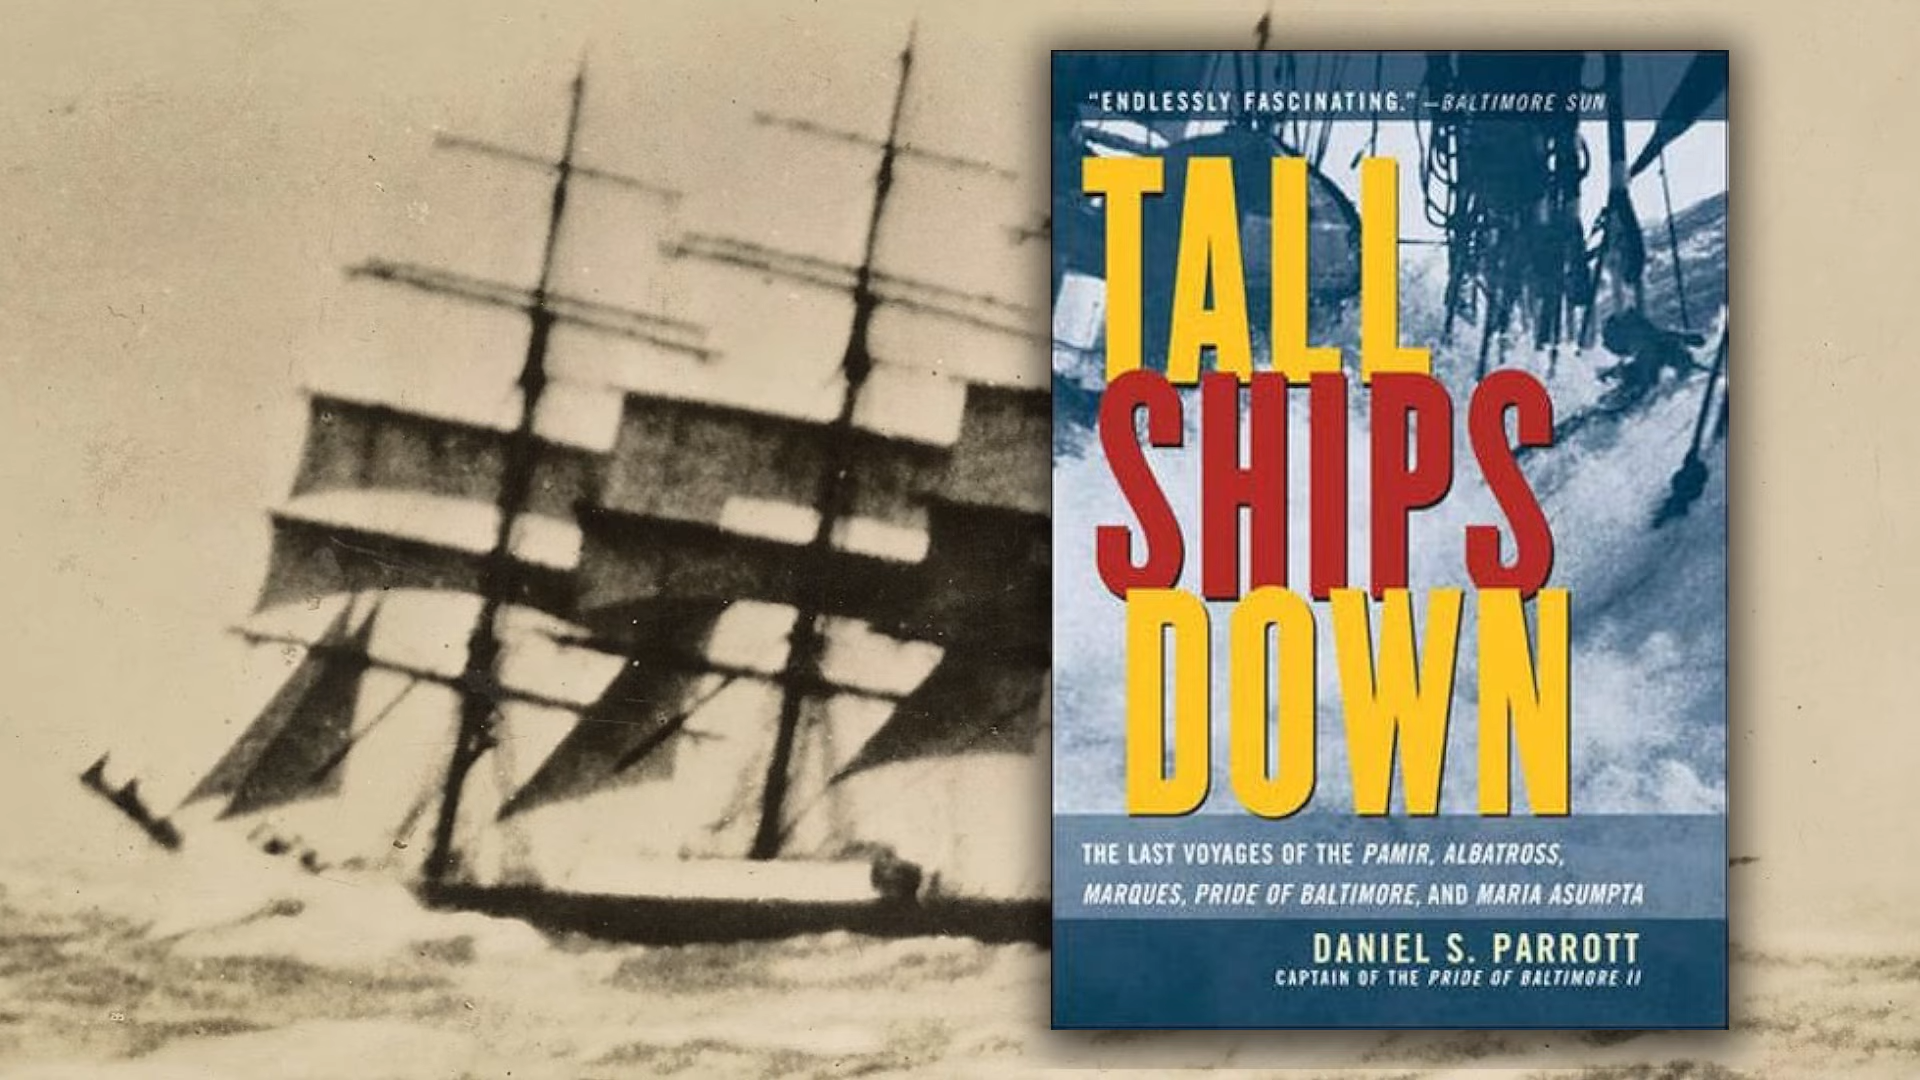 "ENDLESSLY FASCINATING." —BALTIMORE SUN
TALL
SHIPS
DOWN
THE LAST VOYAGES OF THE PAMIR, ALBATROSS,
MARQUES, PRIDE OF BALTIMORE, AND MARIA ASUMPTA
DANIEL S. PARROTT
CAPTAIN OF THE PRIDE OF BALTIMORE II